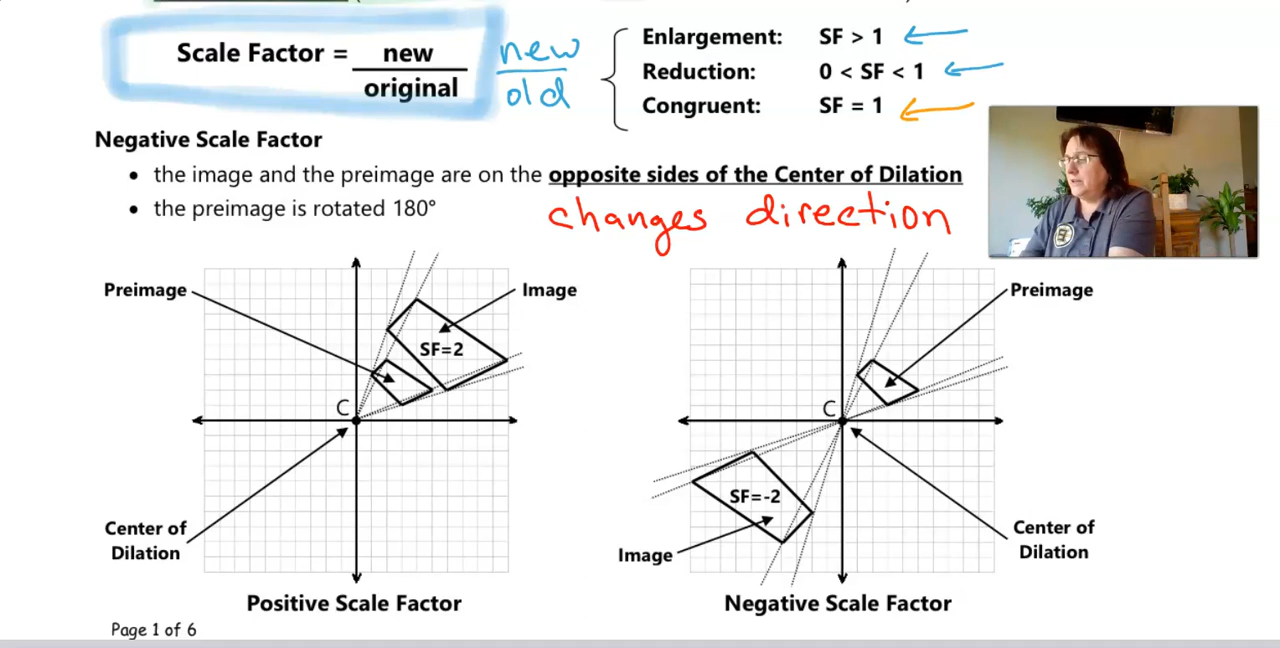 Scale Factor = new / original
new / old
Enlargement: SF > 1
Reduction: 0 < SF < 1
Congruent: SF = 1
Negative Scale Factor
• the image and the preimage are on the opposite sides of the Center of Dilation
• the preimage is rotated 180°
changes direction
Preimage
Image
SF=2
C
Center of
Dilation
Positive Scale Factor
Preimage
C
SF=-2
Image
Center of
Dilation
Negative Scale Factor
Page 1 of 6